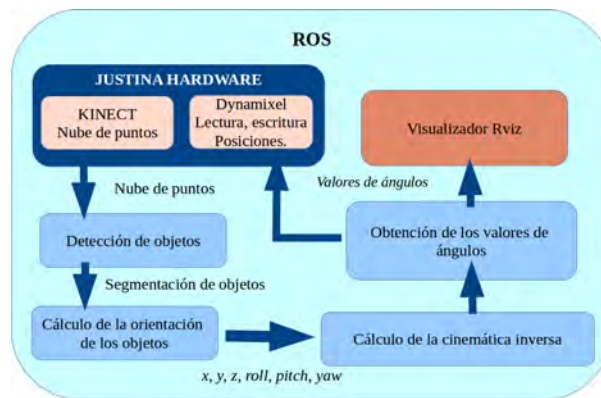 ROS
JUSTINA HARDWARE
KINECT
Nube de puntos
Dynamixel
Lectura, escritura
Posiciones.
Visualizador Rviz
Nube de puntos
Valores de ángulos
Detección de objetos
Obtención de los valores de
ángulos
Segmentación de objetos
Cálculo de la orientación
de los objetos
Cálculo de la cinemática inversa
x, y, z, roll, pitch, yaw